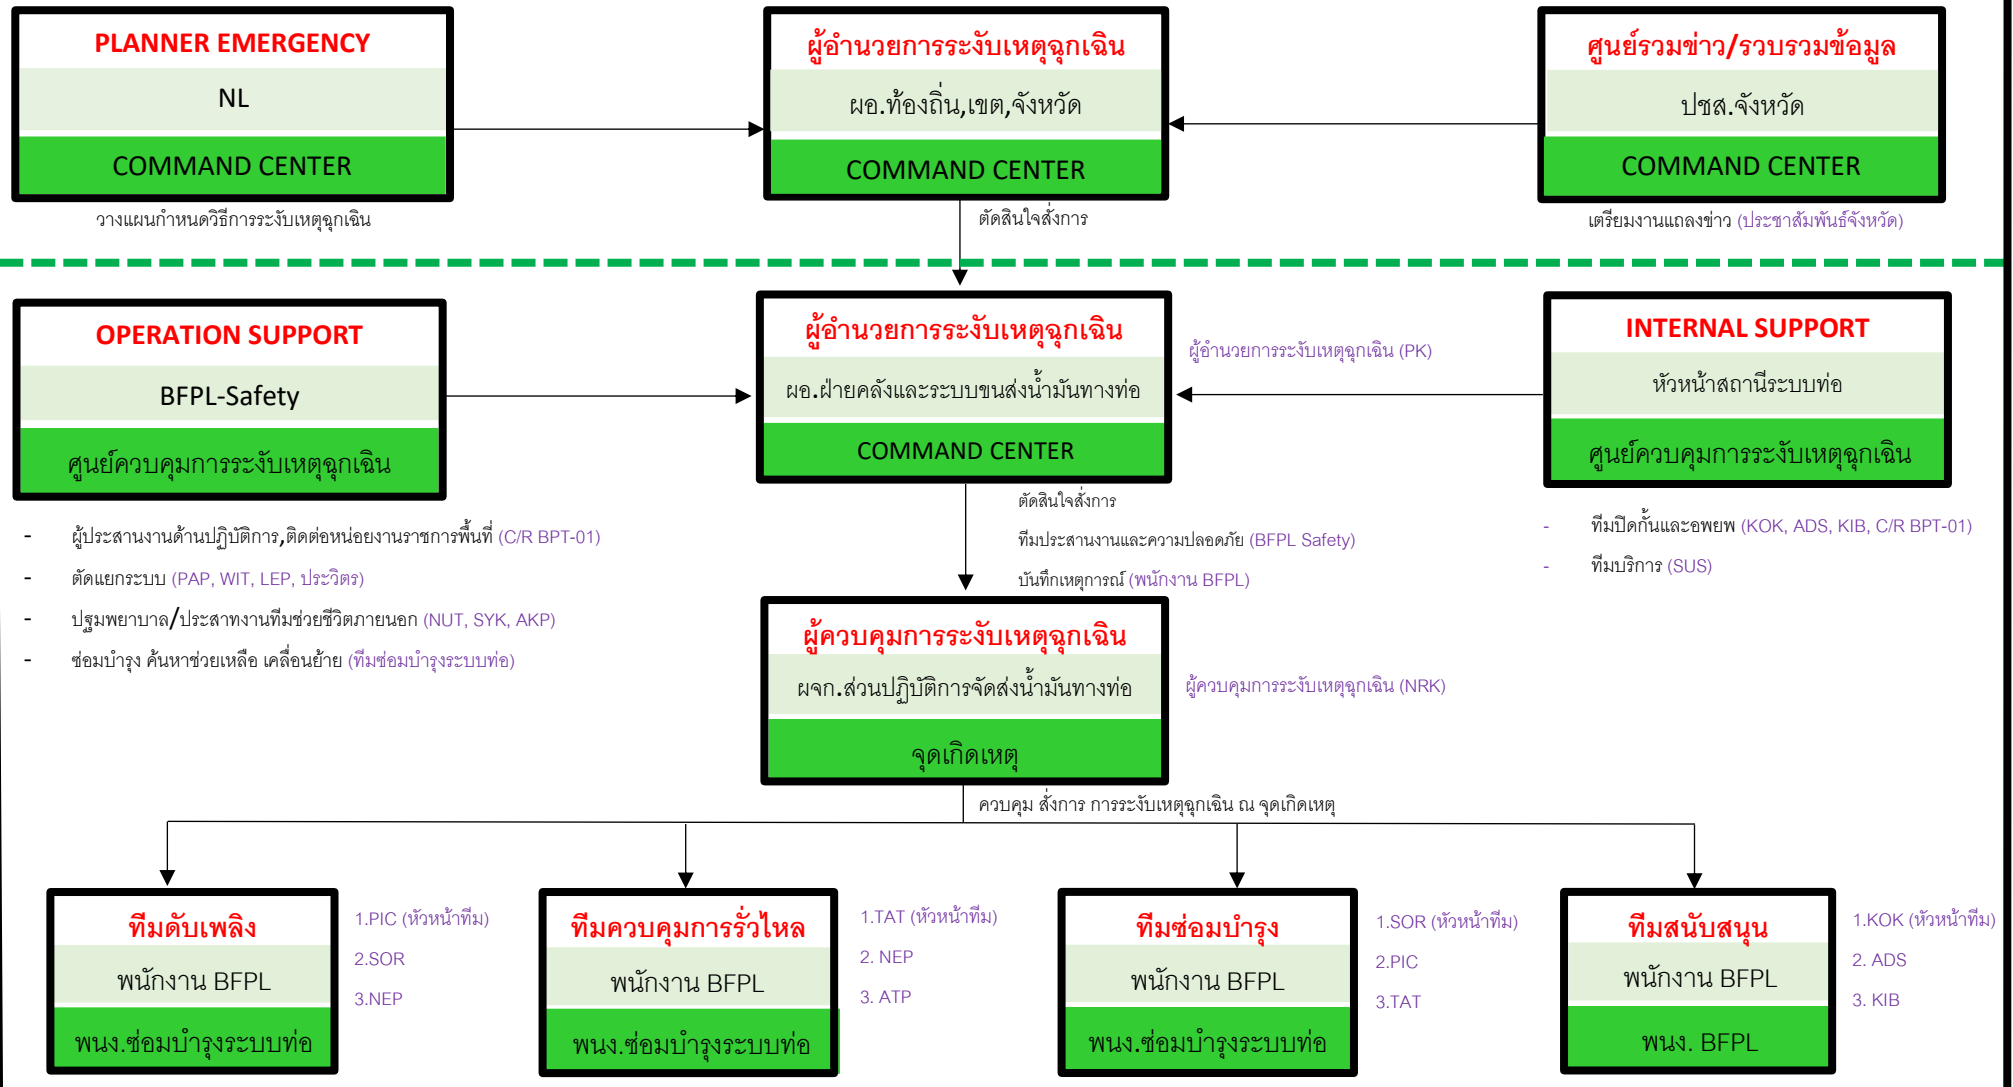 PLANNER EMERGENCY
NL
COMMAND CENTER
วางแผนกำหนดวิธีการระงับเหตุฉุกเฉิน
ผู้อำนวยการระงับเหตุฉุกเฉิน
ผอ.ท้องถิ่น,เขต,จังหวัด
COMMAND CENTER
ตัดสินใจสั่งการ
ศูนย์รวมข่าว/รวบรวมข้อมูล
ปชส.จังหวัด
COMMAND CENTER
เตรียมงานแถลงข่าว (ประชาสัมพันธ์จังหวัด)
OPERATION SUPPORT
BFPL-Safety
ศูนย์ควบคุมการระงับเหตุฉุกเฉิน
- ผู้ประสานงานด้านปฏิบัติการ,ติดต่อหน่อยงานราชการพื้นที่ (C/R BPT-01)
- ตัดแยกระบบ (PAP, WIT, LEP, ประวิตร)
- ปฐมพยาบาล/ประสาทงานทีมช่วยชีวิตภายนอก (NUT, SYK, AKP)
- ซ่อมบำรุง ค้นหาช่วยเหลือ เคลื่อนย้าย (ทีมซ่อมบำรุงระบบท่อ)
ผู้อำนวยการระงับเหตุฉุกเฉิน
ผอ.ฝ่ายคลังและระบบขนส่งน้ำมันทางท่อ
COMMAND CENTER
ผู้อำนวยการระงับเหตุฉุกเฉิน (PK)
ตัดสินใจสั่งการ
ทีมประสานงานและความปลอดภัย (BFPL Safety)
บันทึกเหตุการณ์ (พนักงาน BFPL)
INTERNAL SUPPORT
หัวหน้าสถานีระบบท่อ
ศูนย์ควบคุมการระงับเหตุฉุกเฉิน
- ทีมปิดกั้นและอพยพ (KOK, ADS, KIB, C/R BPT-01)
- ทีมบริการ (SUS)
ผู้ควบคุมการระงับเหตุฉุกเฉิน
ผจก.ส่วนปฏิบัติการจัดส่งน้ำมันทางท่อ
จุดเกิดเหตุ
ผู้ควบคุมการระงับเหตุฉุกเฉิน (NRK)
ควบคุม สั่งการ การระงับเหตุฉุกเฉิน ณ จุดเกิดเหตุ
ทีมดับเพลิง
พนักงาน BFPL
พนง.ซ่อมบำรุงระบบท่อ
1.PIC (หัวหน้าทีม)
2.SOR
3.NEP
ทีมควบคุมการรั่วไหล
พนักงาน BFPL
พนง.ซ่อมบำรุงระบบท่อ
1.TAT (หัวหน้าทีม)
2. NEP
3. ATP
ทีมซ่อมบำรุง
พนักงาน BFPL
พนง.ซ่อมบำรุงระบบท่อ
1.SOR (หัวหน้าทีม)
2.PIC
3.TAT
ทีมสนับสนุน
พนักงาน BFPL
พนง. BFPL
1.KOK (หัวหน้าทีม)
2. ADS
3. KIB